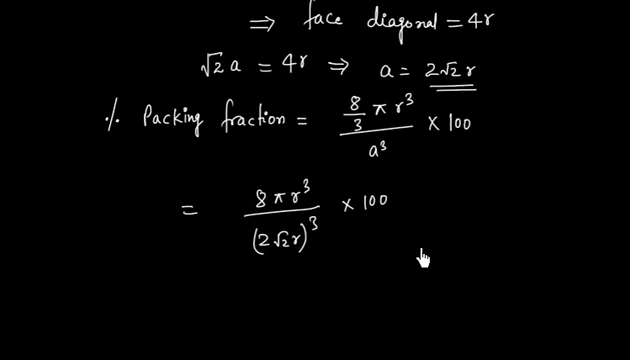 ⇒ face diagonal = 4r
√2 a = 4r ⇒ a = 2√2 r
% Packing fraction = (8/3 π r³)/(a³) × 100
= (8 π r³)/((2√2 r)³) × 100